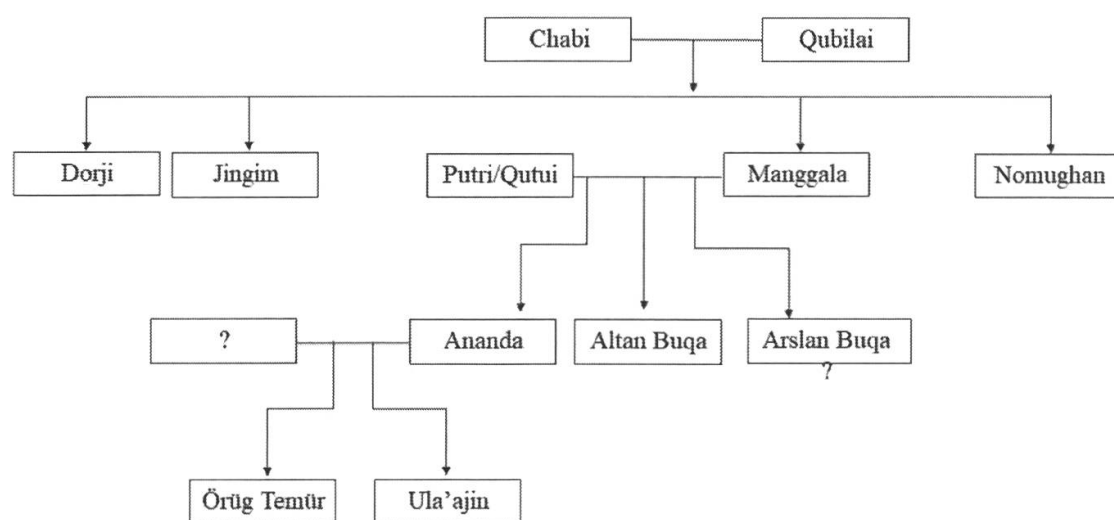 Chabi
Qubilai
Dorji
Jingim
Putri/Qutui
Manggala
Nomughan
?
Ananda
Altan Buqa
Arslan Buqa
?
Örüg Temür
Ula'ajin